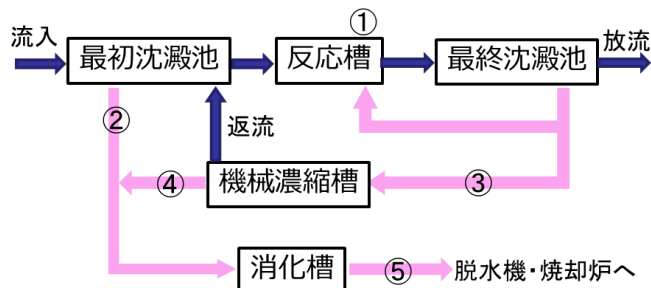 ①
流入
最初沈澱池
反応槽
最終沈澱池
放流
②
返流
④
機械濃縮槽
③
消化槽
⑤
脱水機・焼却炉へ